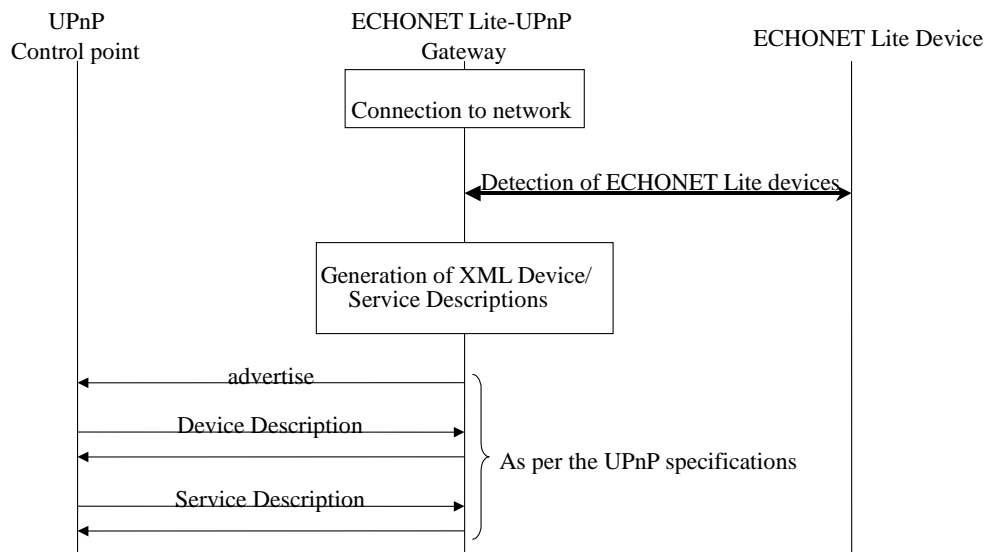 UPnP
Control point
ECHONET Lite-UPnP
Gateway
ECHONET Lite Device
Connection to network
Detection of ECHONET Lite devices
Generation of XML Device/
Service Descriptions
advertise
Device Description
As per the UPnP specifications
Service Description